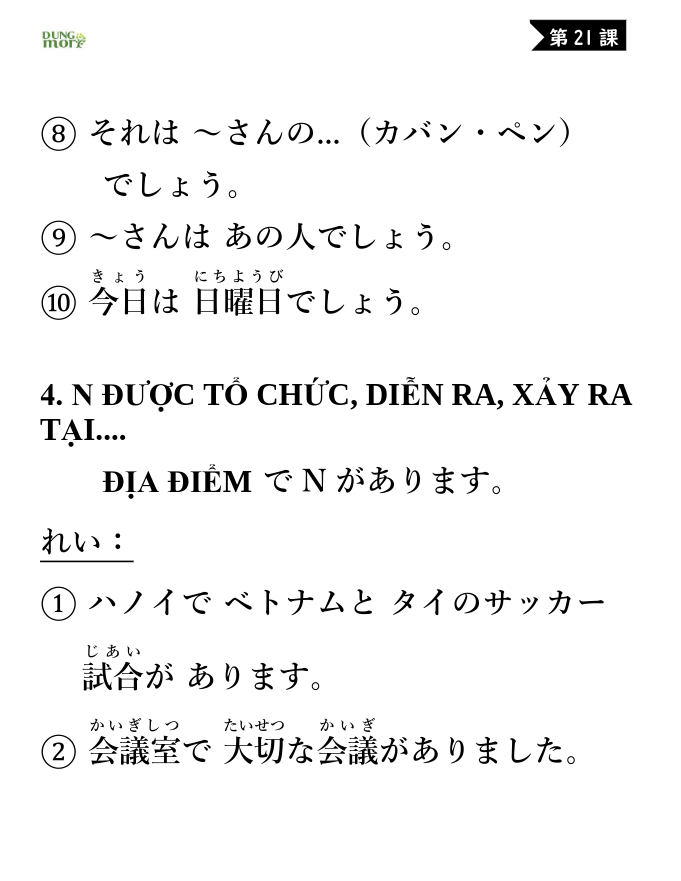 DUNG
mori
第21課
⑧ それは ～さんの...（カバン・ペン）
でしょう。
⑨ ～さんは あの人でしょう。
きょう にちようび
⑩ 今日は 日曜日でしょう。
4. N ĐƯỢC TỔ CHỨC, DIỄN RA, XẢY RA
TẠI....
ĐỊA ĐIỂM で N があります。
れい：
① ハノイで ベトナムと タイのサッカー
じあい
試合が あります。
かいぎしつ たいせつ かいぎ
② 会議室で 大切な会議がありました。